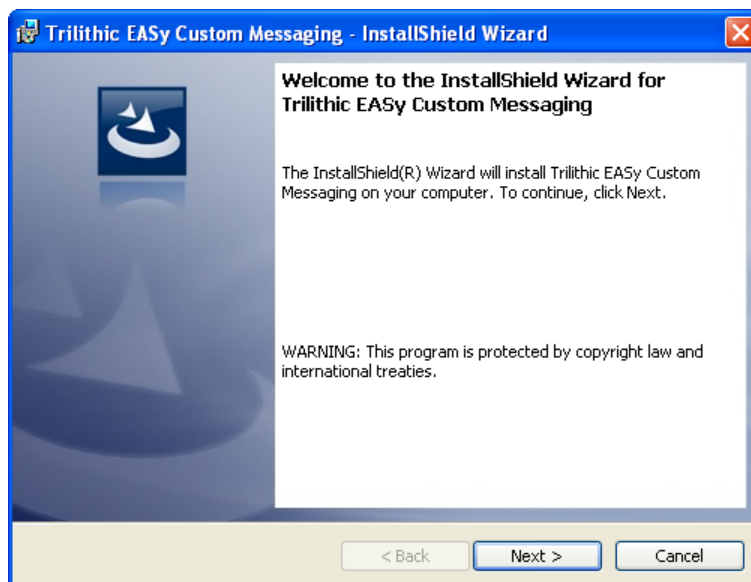 Trilithic EASy Custom Messaging - InstallShield Wizard
Welcome to the InstallShield Wizard for
Trilithic EASy Custom Messaging
The InstallShield(R) Wizard will install Trilithic EASy Custom
Messaging on your computer. To continue, click Next.
WARNING: This program is protected by copyright law and
international treaties.
< Back
Next >
Cancel